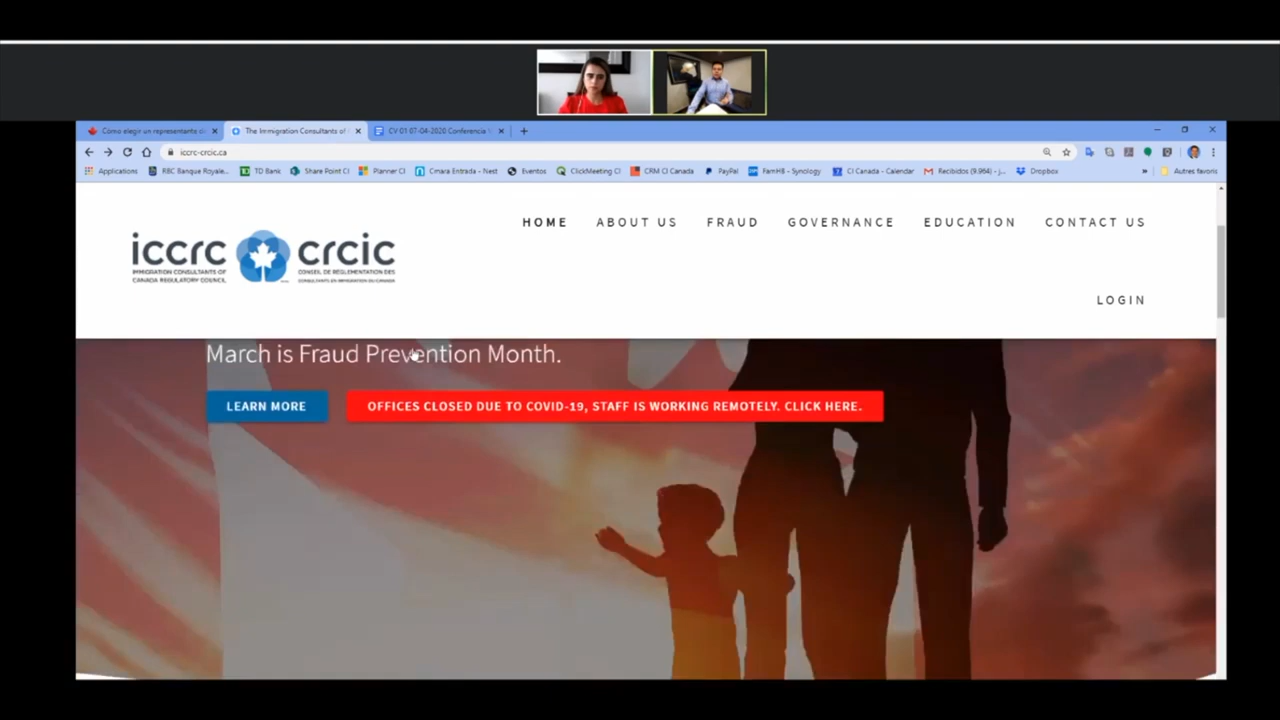 Como elegir un representante de
The Immigration Consultants of
CV 01 07-04-2020 Conferencia
iccrc-crcic.ca
Applications
RBC Banque Royale...
TD Bank
Share Point CI
Planner CI
Cmara Entrada - Nest
Eventos
ClickMeeting CI
CRM CI Canada
PayPal
FamH8 - Synology
CI Canada - Calendar
Recibidos (9.964) - j...
Dropbox
»
Autres favoris
HOME
ABOUT US
FRAUD
GOVERNANCE
EDUCATION
CONTACT US
LOGIN
iccrc
IMMIGRATION CONSULTANTS OF
CANADA REGULATORY COUNCIL
crcic
CONSEIL DE RÉGLEMENTATION DES
CONSULTANTS EN IMMIGRATION DU CANADA
March is Fraud Prevention Month.
LEARN MORE
OFFICES CLOSED DUE TO COVID-19, STAFF IS WORKING REMOTELY. CLICK HERE.